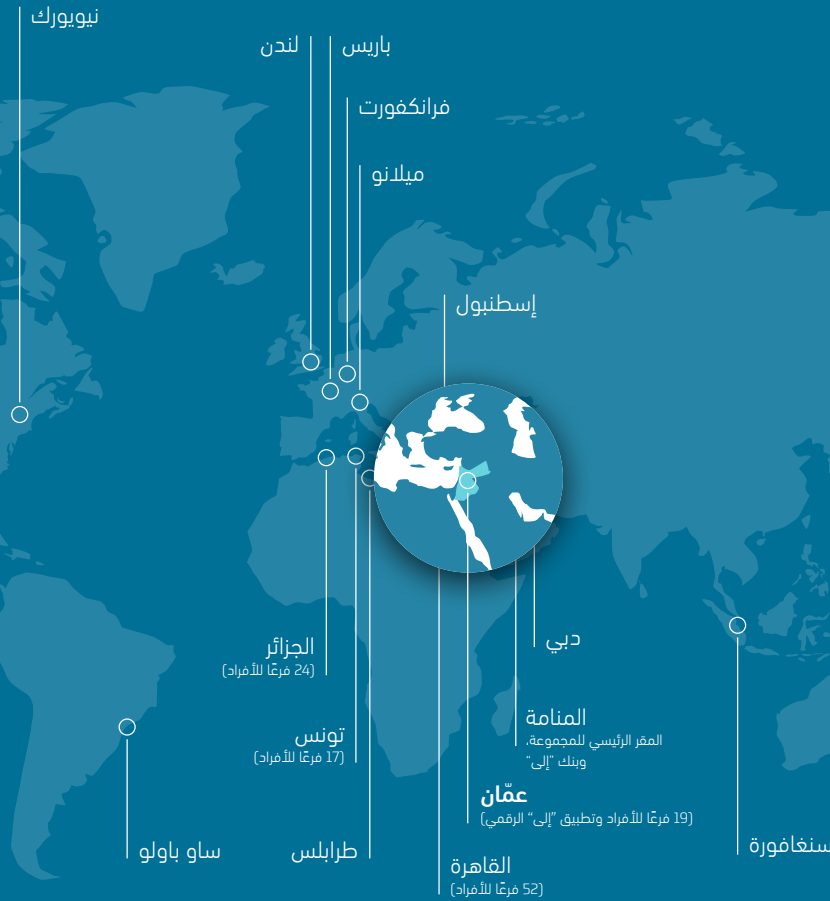 نيويورك
لندن
باريس
فرانكفورت
ميلانو
إسطنبول
الجزائر
(24 فرعًا للأفراد)
دبي
تونس
(17 فرعًا للأفراد)
المنامة
المقر الرئيسي للمجموعة،
وبنك "إلى"
عمّان
(19 فرعًا للأفراد وتطبيق "إلى" الرقمي)
ساو باولو
طرابلس
سنغافورة
القاهرة
(52 فرعًا للأفراد)